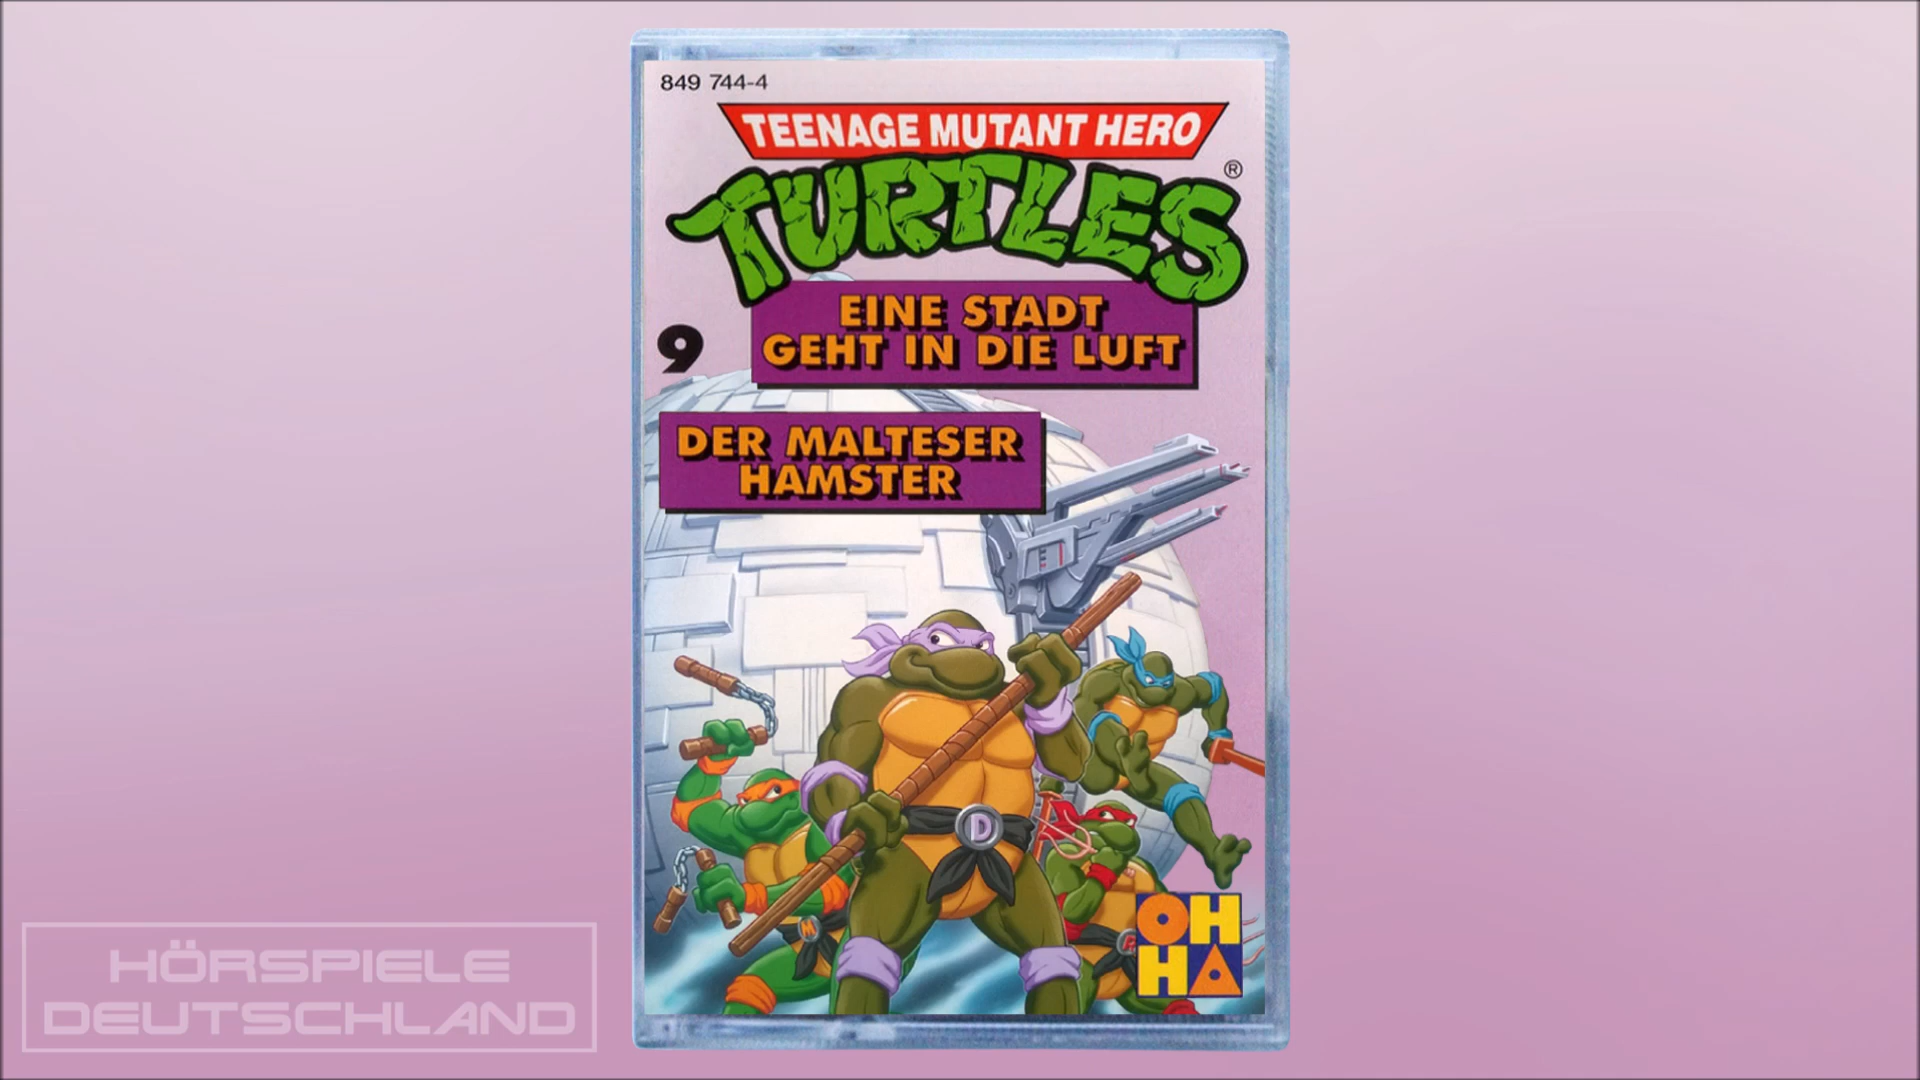 849 744-4
TEENAGE MUTANT HERO
TURTLES ®
EINE STADT
GEHT IN DIE LUFT
9
DER MALTESER
HAMSTER
D
M
R
OH
HA
HÖRSPIELE
DEUTSCHLAND